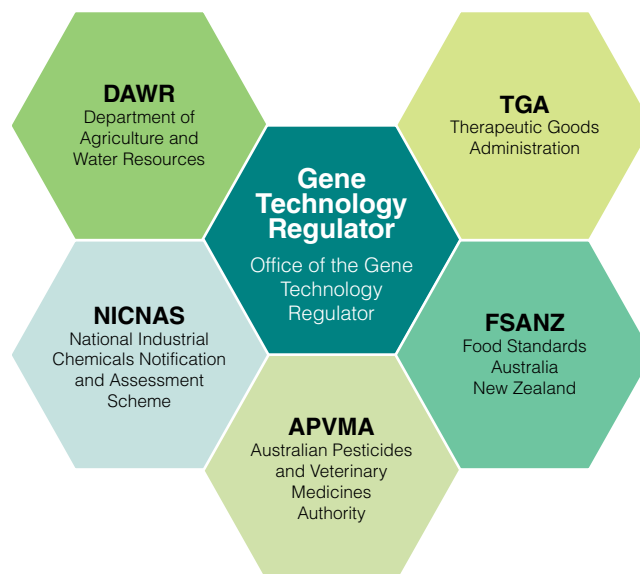 DAWR
Department of
Agriculture and
Water Resources
TGA
Therapeutic Goods
Administration
Gene
Technology
Regulator
Office of the Gene
Technology
Regulator
NICNAS
National Industrial
Chemicals Notification
and Assessment
Scheme
FSANZ
Food Standards
Australia
New Zealand
APVMA
Australian Pesticides
and Veterinary
Medicines
Authority